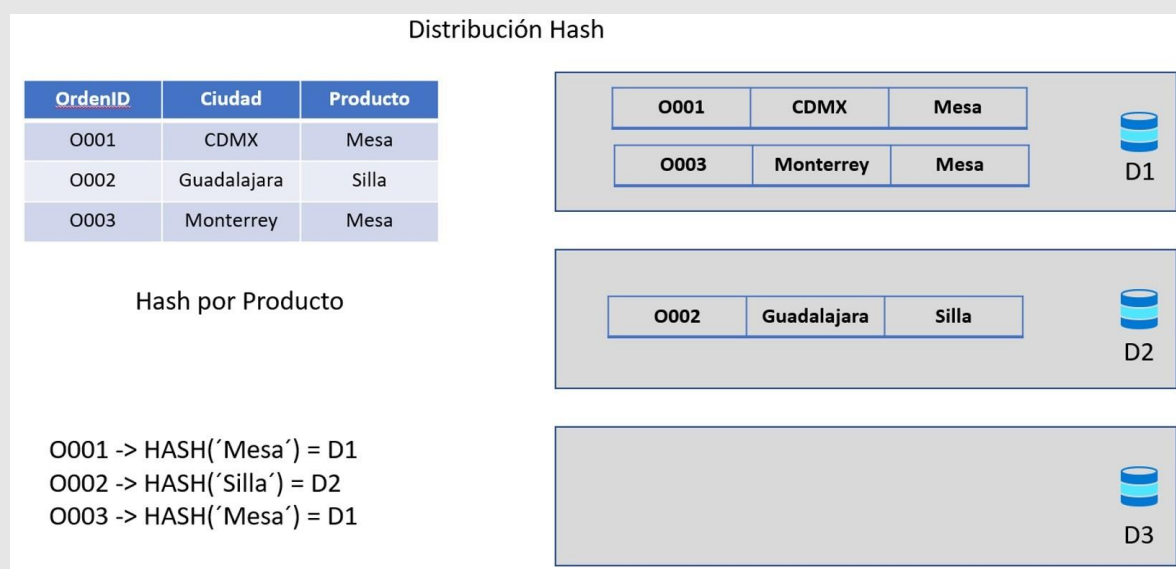 Distribución Hash
OrdenID Ciudad Producto
O001 CDMX Mesa
O002 Guadalajara Silla
O003 Monterrey Mesa
Hash por Producto
O001 -> HASH(´Mesa´) = D1
O002 -> HASH(´Silla´) = D2
O003 -> HASH(´Mesa´) = D1
O001 CDMX Mesa
O003 Monterrey Mesa
D1
O002 Guadalajara Silla
D2
D3